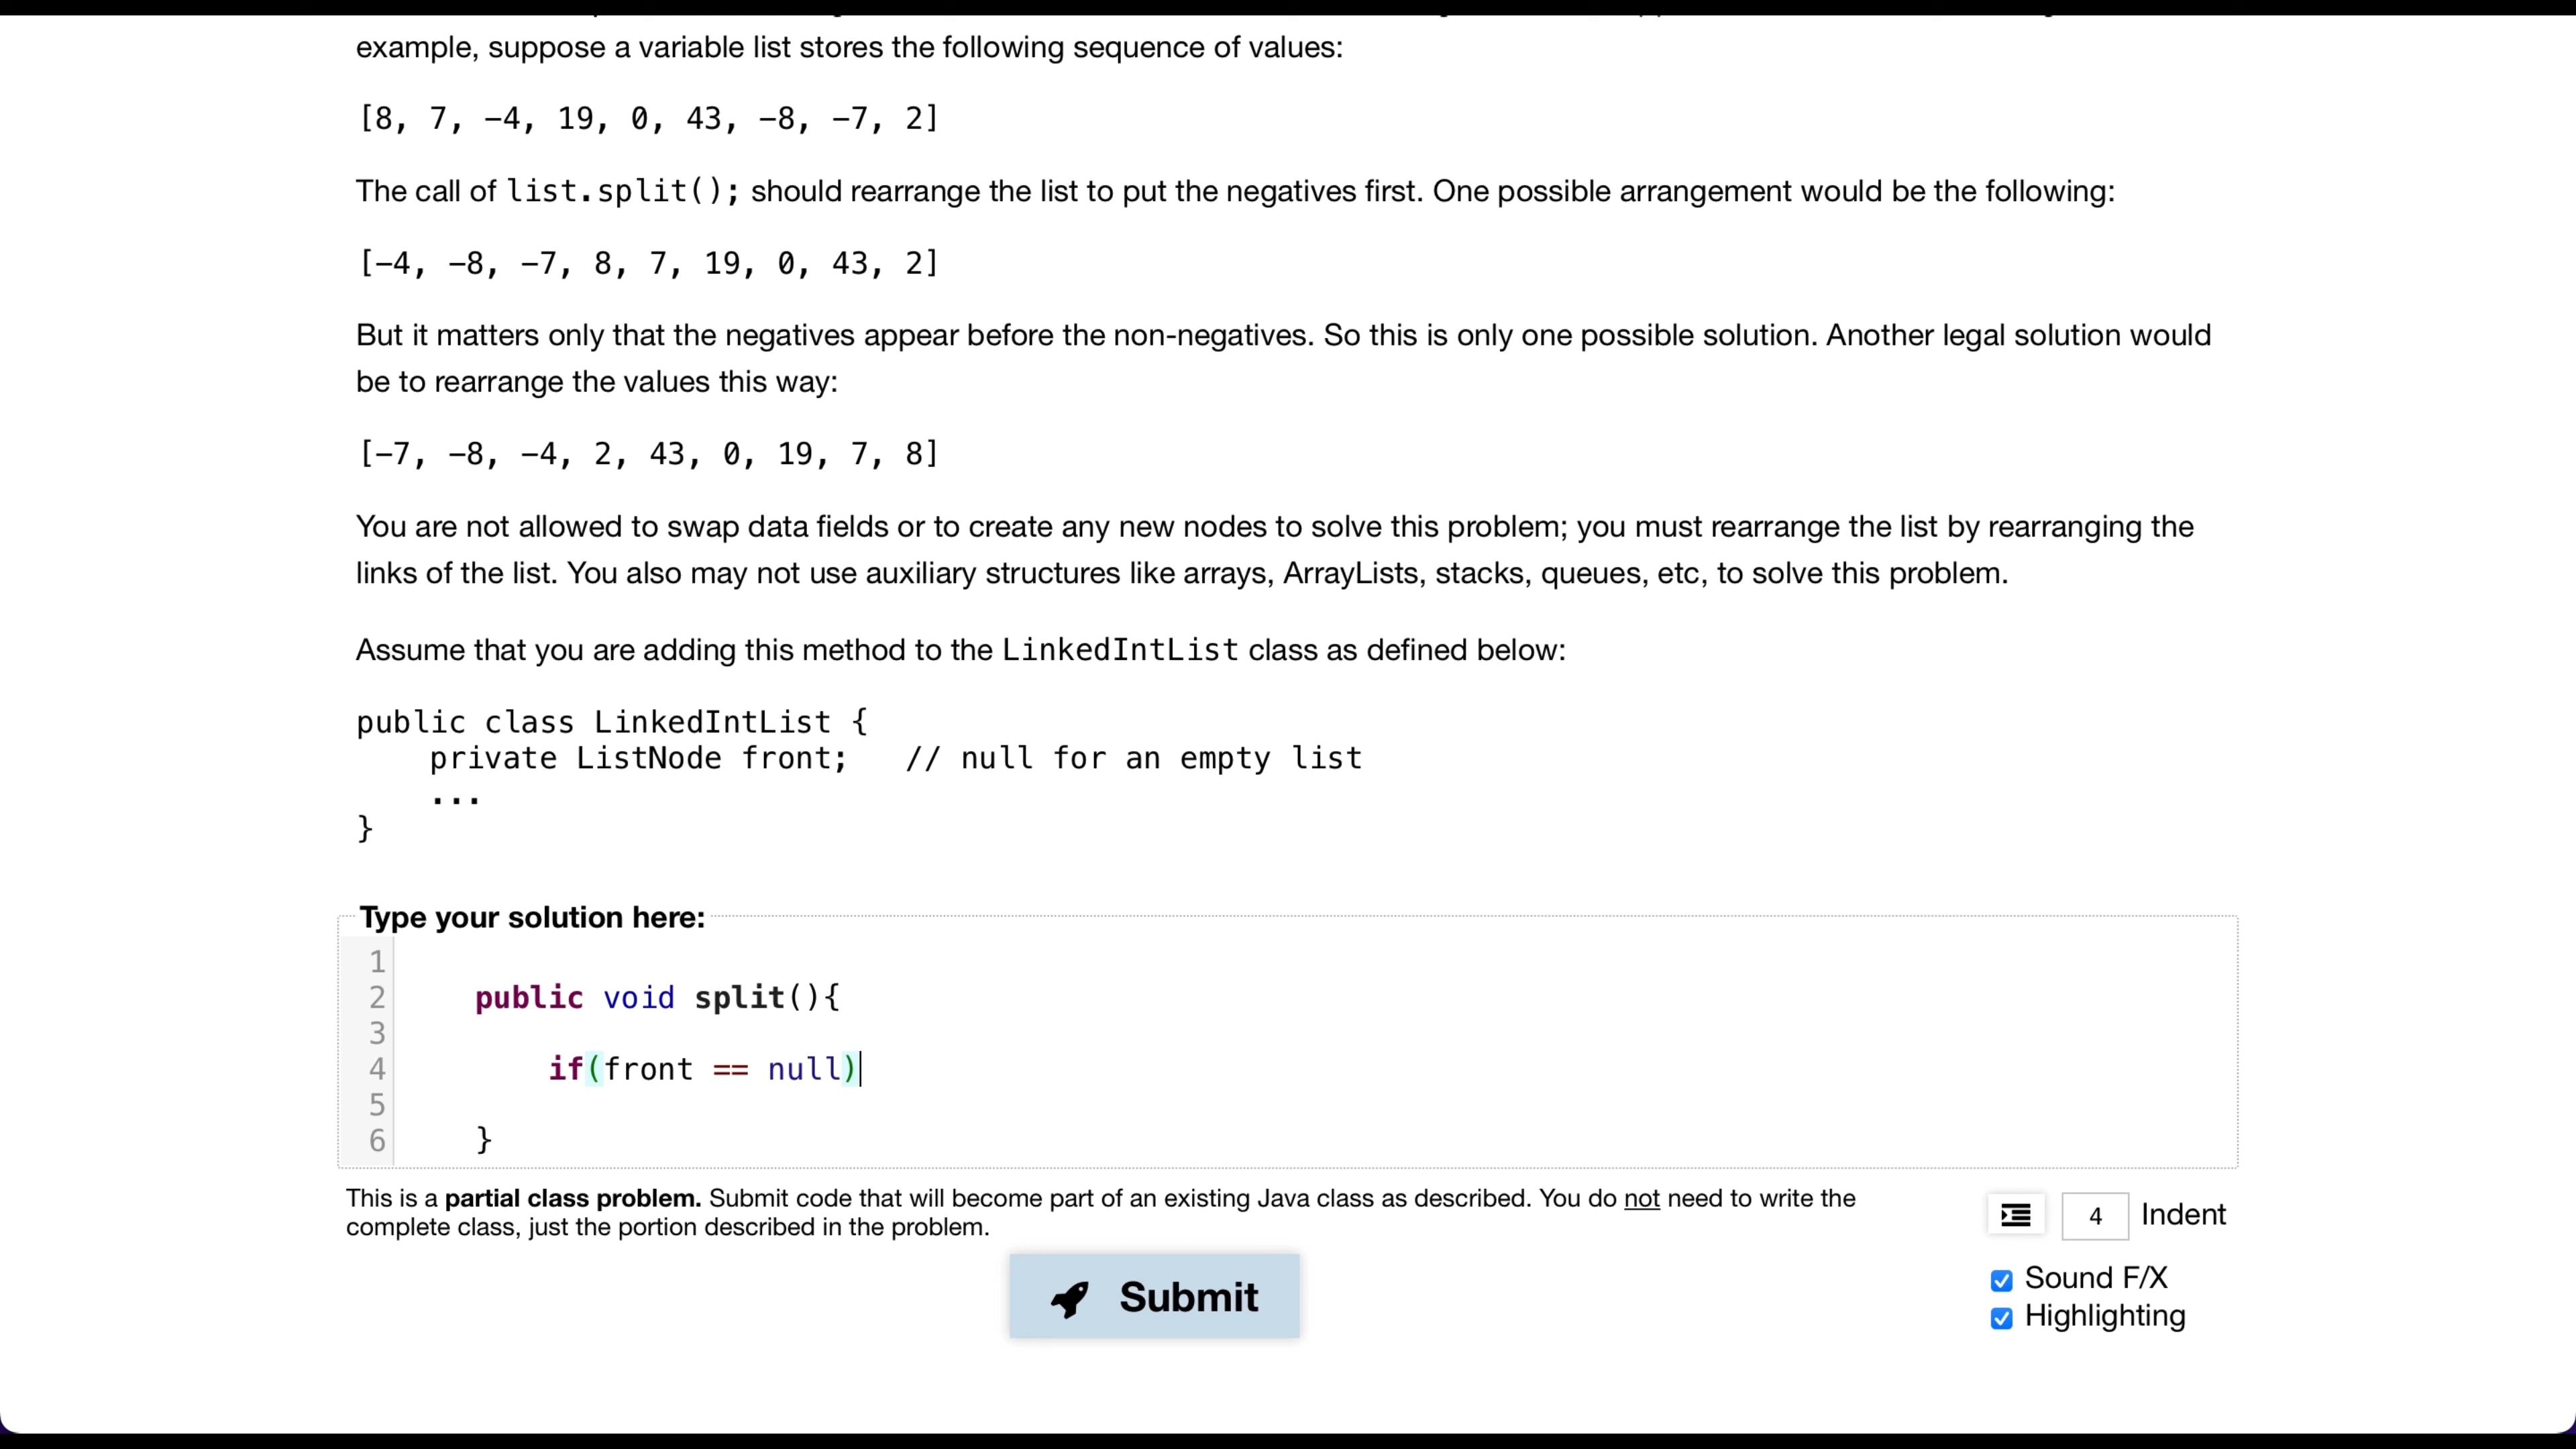 example, suppose a variable list stores the following sequence of values:
[8, 7, −4, 19, 0, 43, −8, −7, 2]
The call of list.split(); should rearrange the list to put the negatives first. One possible arrangement would be the following:
[−4, −8, −7, 8, 7, 19, 0, 43, 2]
But it matters only that the negatives appear before the non-negatives. So this is only one possible solution. Another legal solution would
be to rearrange the values this way:
[−7, −8, −4, 2, 43, 0, 19, 7, 8]
You are not allowed to swap data fields or to create any new nodes to solve this problem; you must rearrange the list by rearranging the
links of the list. You also may not use auxiliary structures like arrays, ArrayLists, stacks, queues, etc, to solve this problem.
Assume that you are adding this method to the LinkedIntList class as defined below:
public class LinkedIntList {
    private ListNode front;   // null for an empty list
    ...
}
Type your solution here:
1
2    public void split(){
3
4        if(front == null)
5
6    }
This is a partial class problem. Submit code that will become part of an existing Java class as described. You do not need to write the
complete class, just the portion described in the problem.
4 Indent
Submit
Sound F/X
Highlighting